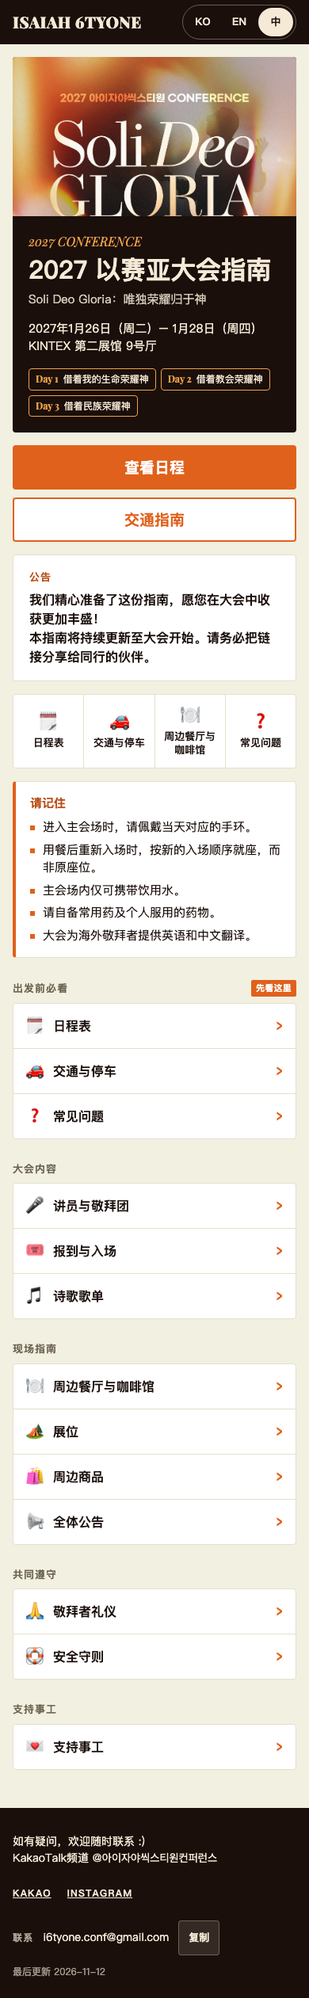 ISAIAH 6TYONE
KO EN 中
2027 아이자야씩스티원 CONFERENCE
Soli Deo
GLORIA
2027 CONFERENCE
2027 以赛亚大会指南
Soli Deo Gloria：唯独荣耀归于神
2027年1月26日（周二）— 1月28日（周四）
KINTEX 第二展馆 9号厅
Day 1 借着我的生命荣耀神
Day 2 借着教会荣耀神
Day 3 借着民族荣耀神
查看日程
交通指南
公告
我们精心准备了这份指南，愿您在大会中收
获更加丰盛！
本指南将持续更新至大会开始。请务必把链
接分享给同行的伙伴。
日程表
交通与停车
周边餐厅与
咖啡馆
常见问题
请记住
进入主会场时，请佩戴当天对应的手环。
用餐后重新入场时，按新的入场顺序就座，而
非原座位。
主会场内仅可携带饮用水。
请自备常用药及个人服用的药物。
大会为海外敬拜者提供英语和中文翻译。
出发前必看
先看这里
日程表
交通与停车
常见问题
大会内容
讲员与敬拜团
报到与入场
诗歌歌单
现场指南
周边餐厅与咖啡馆
展位
周边商品
全体公告
共同遵守
敬拜者礼仪
安全守则
支持事工
支持事工
如有疑问，欢迎随时联系 :)
KakaoTalk频道 @아이자야씩스티원컨퍼런스
KAKAO INSTAGRAM
联系 i6tyone.conf@gmail.com 复制
最后更新 2026-11-12